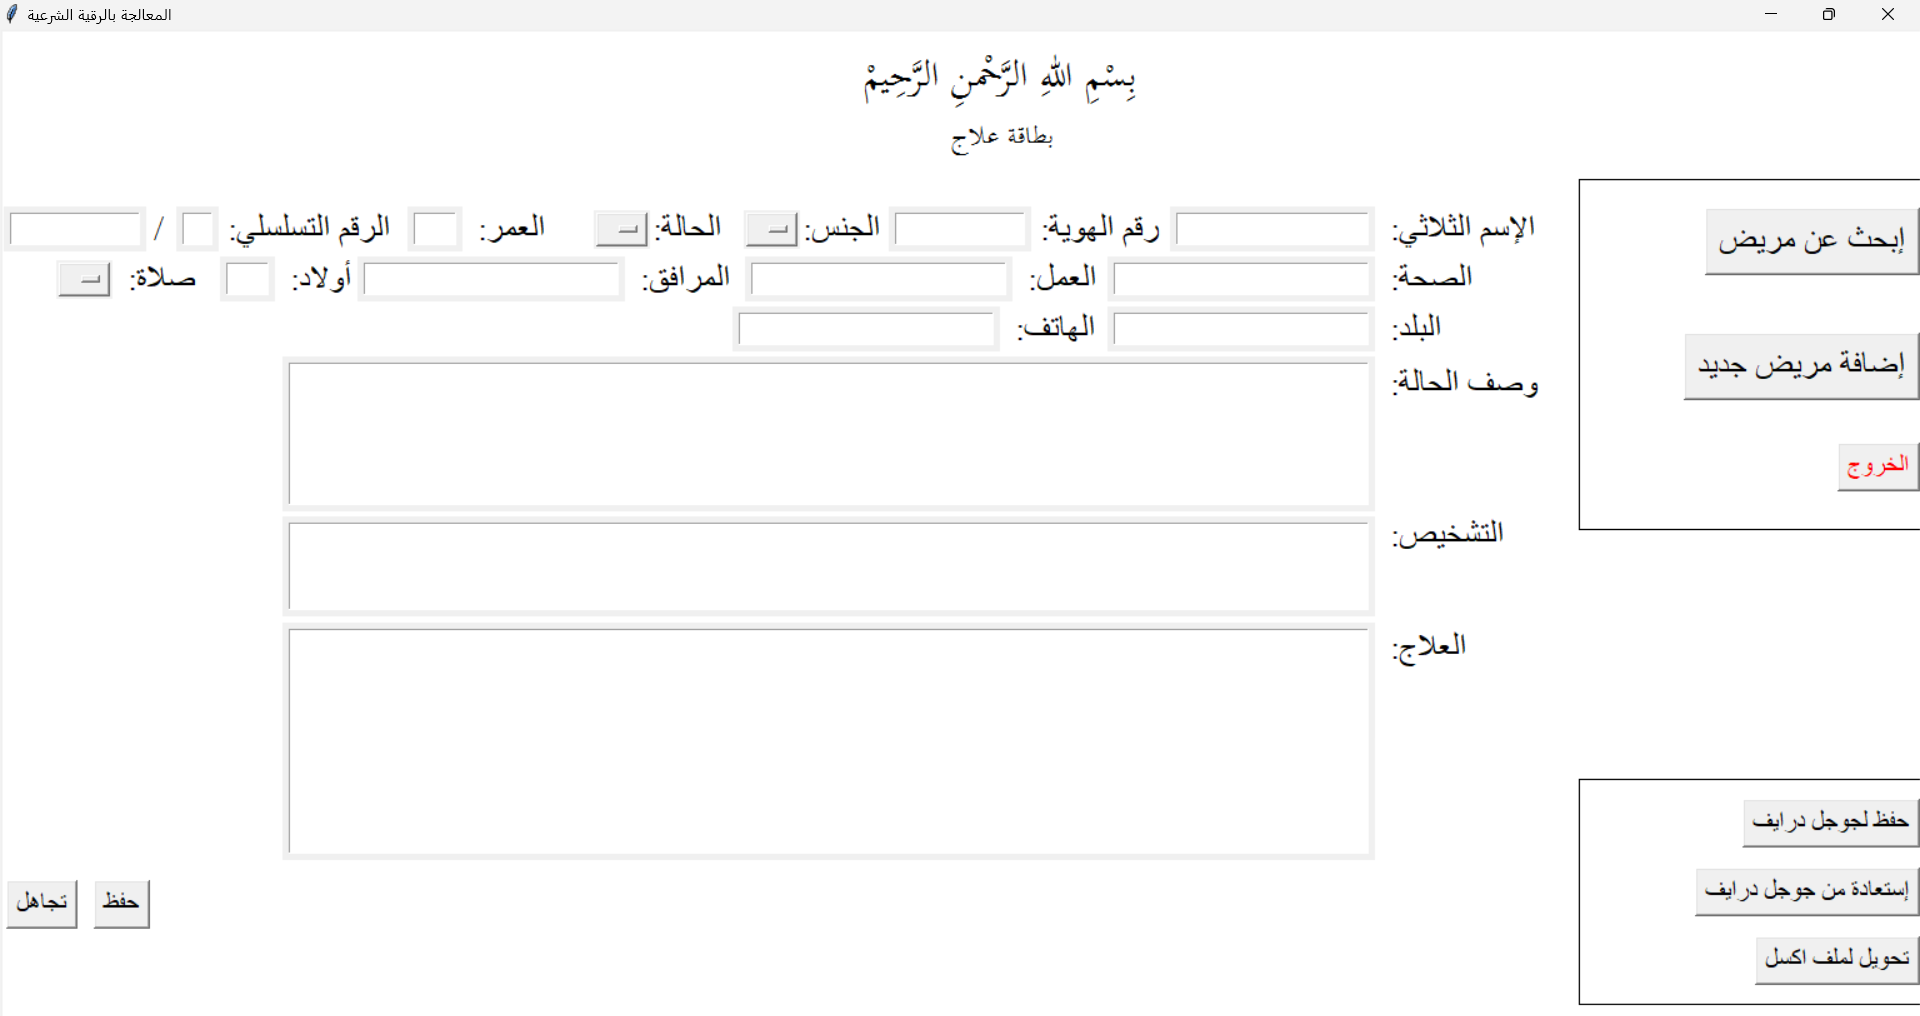 المعالجة بالرقية الشرعية
بِسْمِ اللهِ الرَّحْمنِ الرَّحِيمْ
بطاقة علاج
إبحث عن مريض
إضافة مريض جديد
الخروج
الإسم الثلاثي: رقم الهوية: الجنس: الحالة: العمر: الرقم التسلسلي: /
الصحة: العمل: المرافق: أولاد: صلاة:
البلد: الهاتف:
وصف الحالة:
التشخيص:
العلاج:
حفظ لجوجل درايف
إستعادة من جوجل درايف
تحويل لملف اكسل
حفظ تجاهل